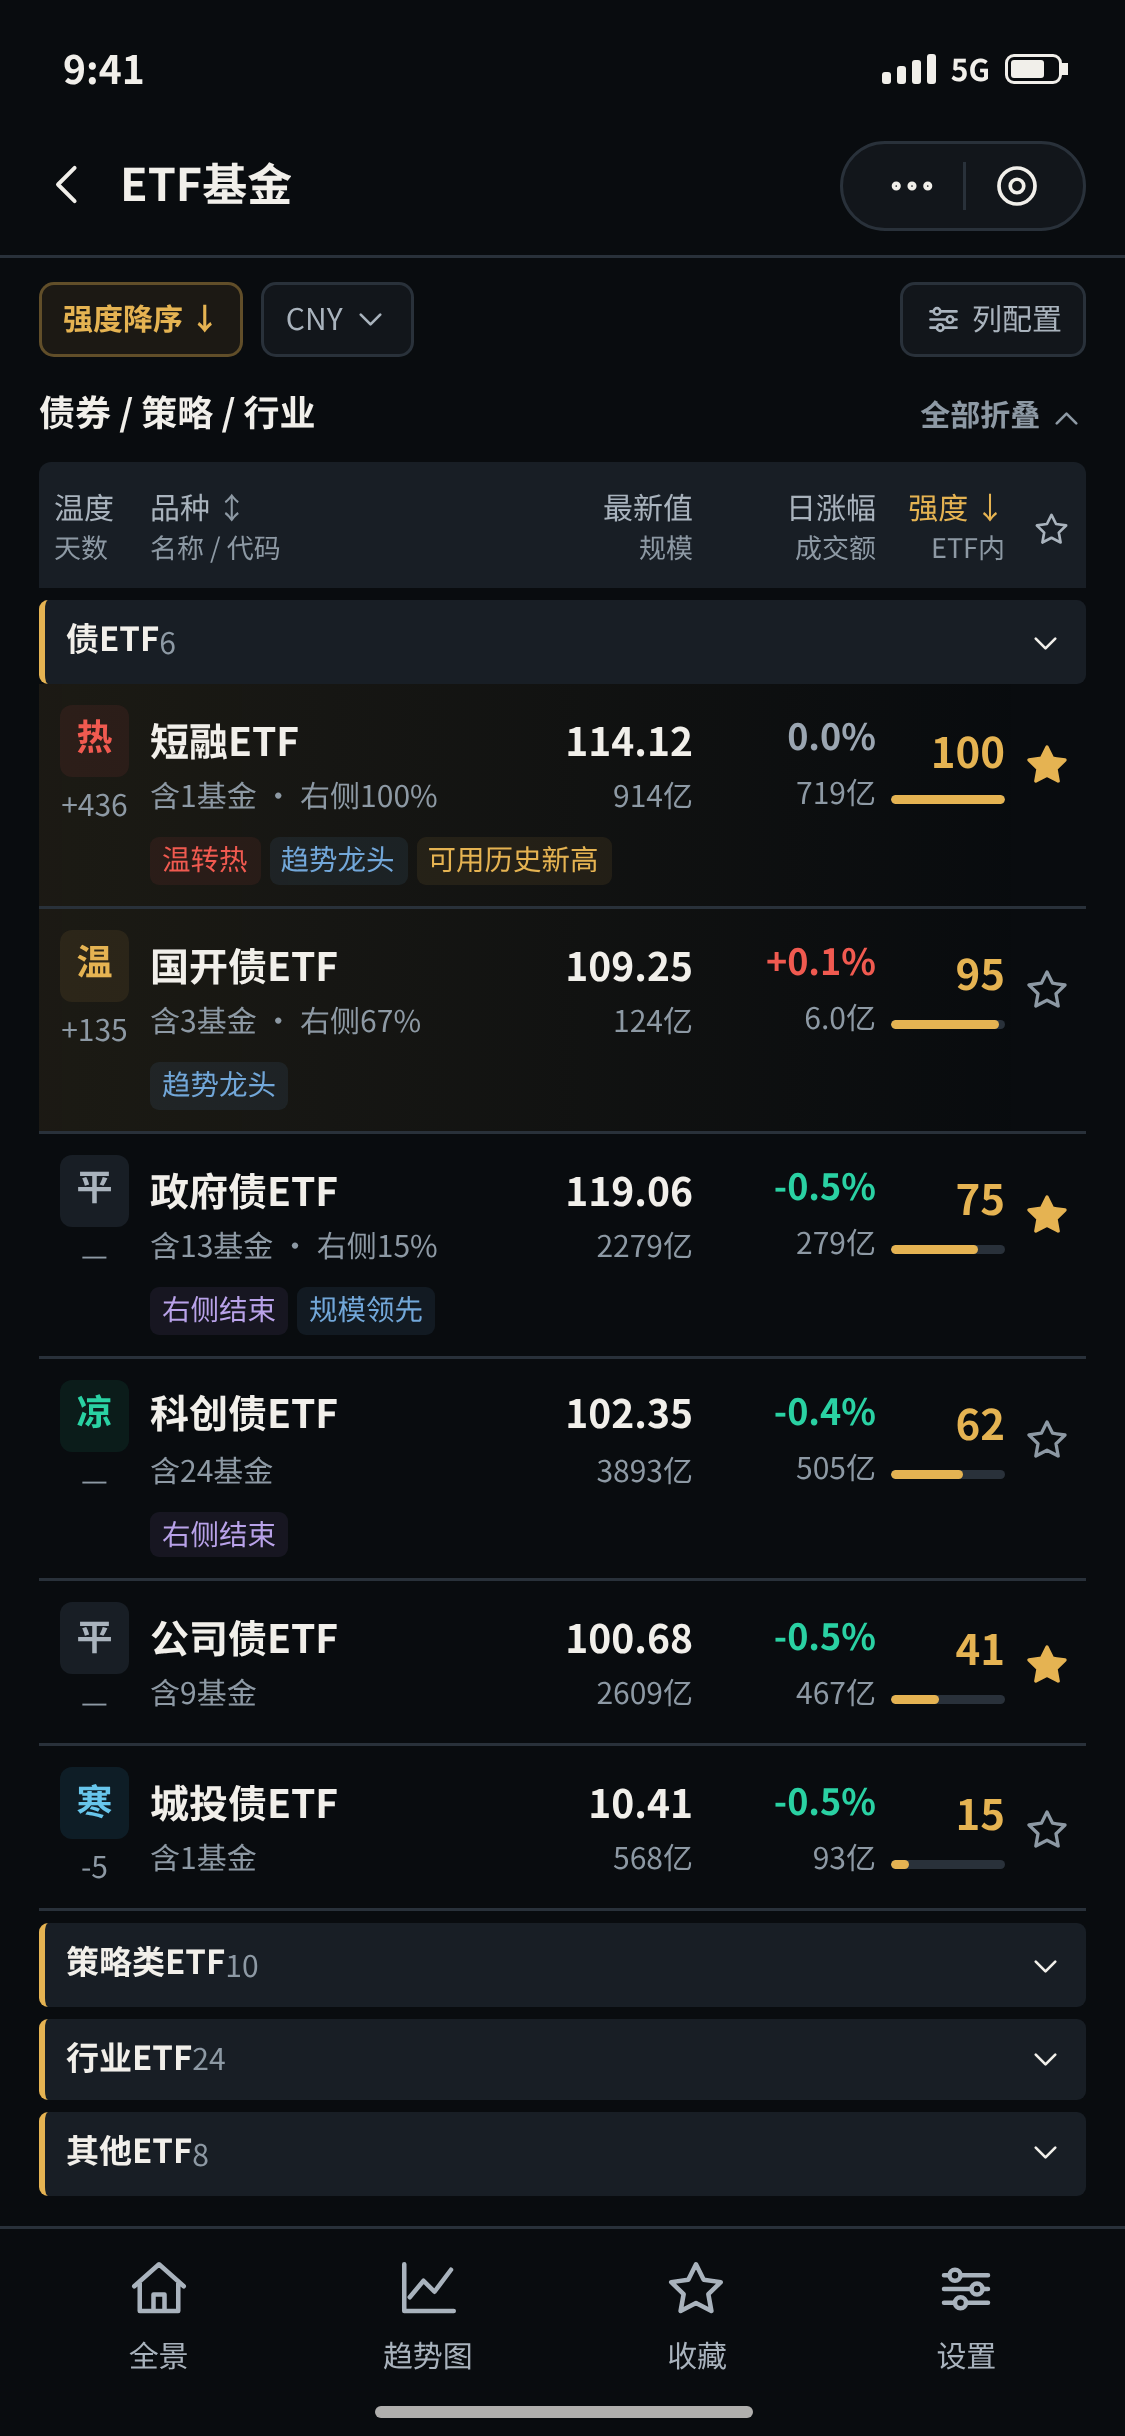 9:41
5G
ETF基金
强度降序 ↓
CNY
列配置
债券 / 策略 / 行业
全部折叠
温度 品种 ↕ 最新值 日涨幅 强度 ↓
天数 名称 / 代码 规模 成交额 ETF内
债ETF6
热 短融ETF 114.12 0.0% 100
+436 含1基金 · 右侧100% 914亿 719亿
温转热 趋势龙头 可用历史新高
温 国开债ETF 109.25 +0.1% 95
+135 含3基金 · 右侧67% 124亿 6.0亿
趋势龙头
平 政府债ETF 119.06 -0.5% 75
— 含13基金 · 右侧15% 2279亿 279亿
右侧结束 规模领先
凉 科创债ETF 102.35 -0.4% 62
— 含24基金 3893亿 505亿
右侧结束
平 公司债ETF 100.68 -0.5% 41
— 含9基金 2609亿 467亿
寒 城投债ETF 10.41 -0.5% 15
-5 含1基金 568亿 93亿
策略类ETF10
行业ETF24
其他ETF8
全景 趋势图 收藏 设置